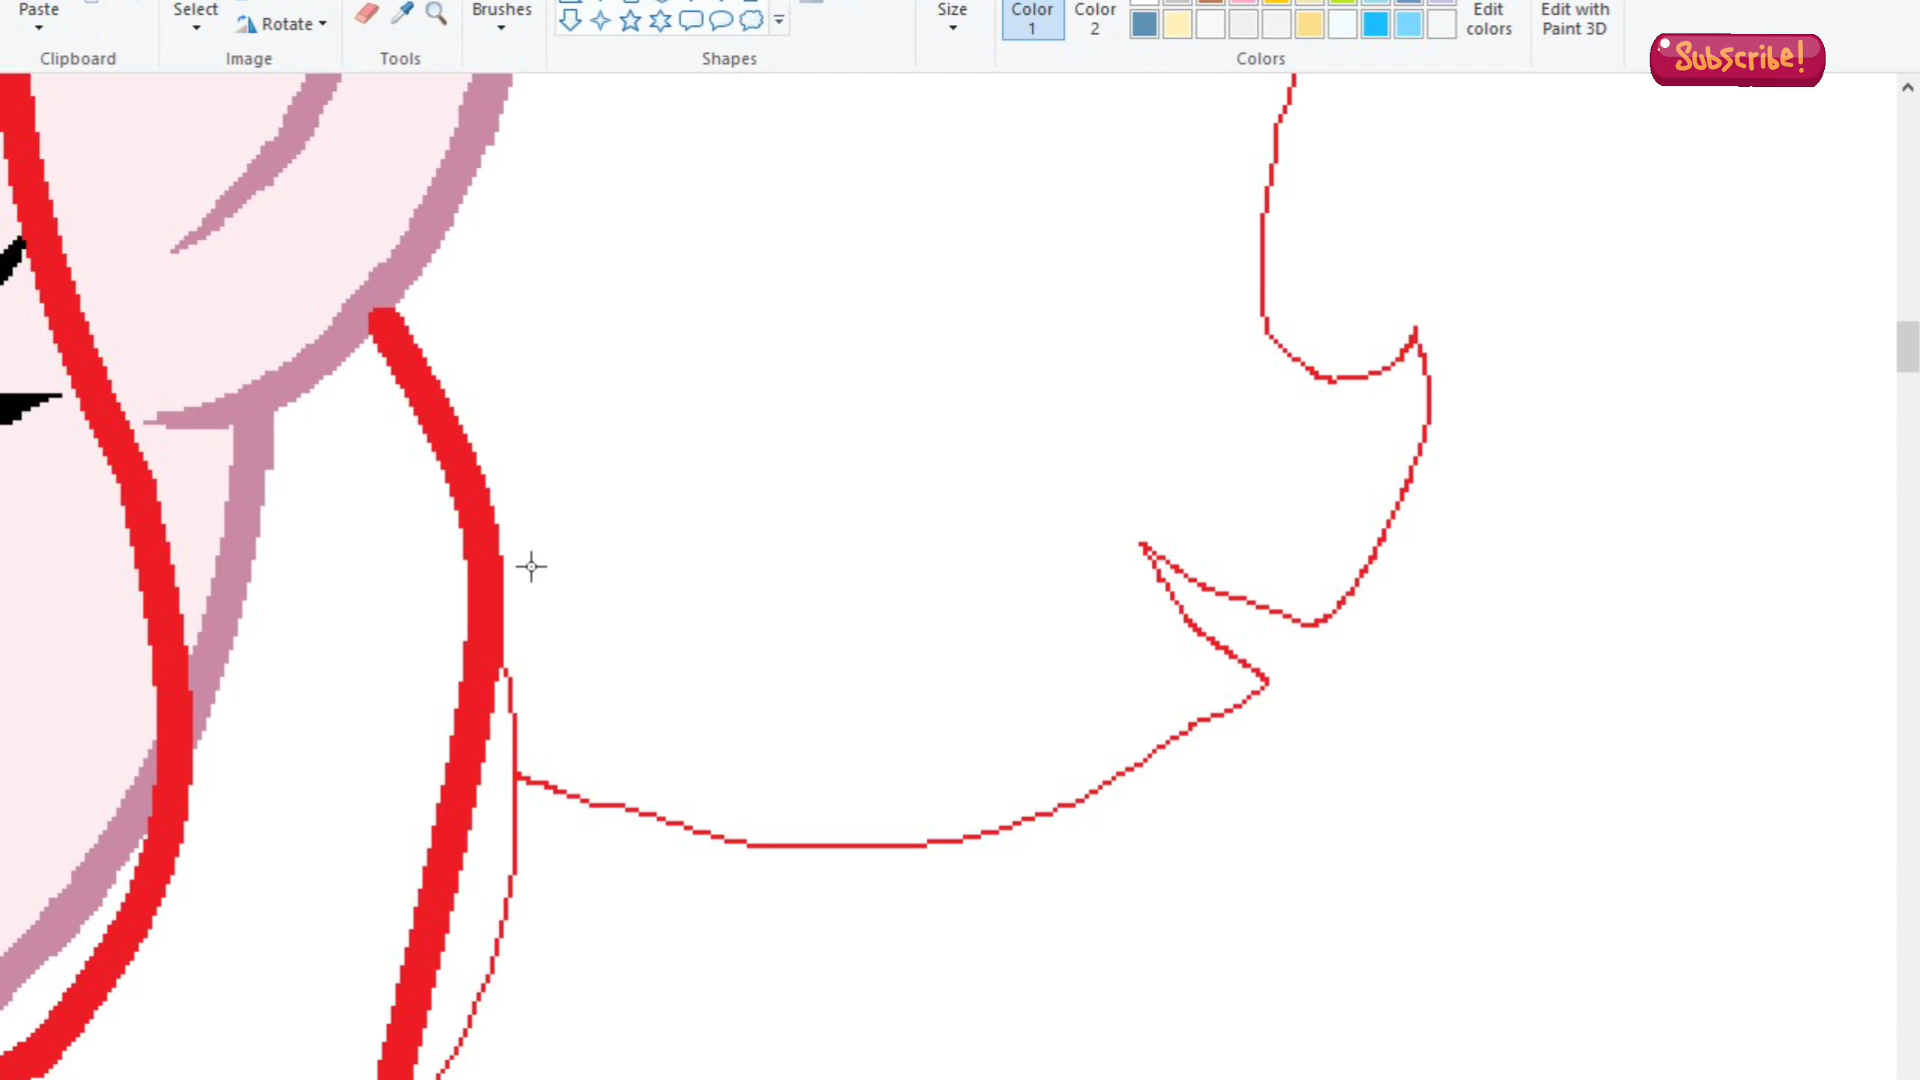 Paste
Select
Rotate
Brushes
Size
Color
1
Color
2
Edit
colors
Edit with
Paint 3D
Subscribe!
Clipboard
Image
Tools
Shapes
Colors